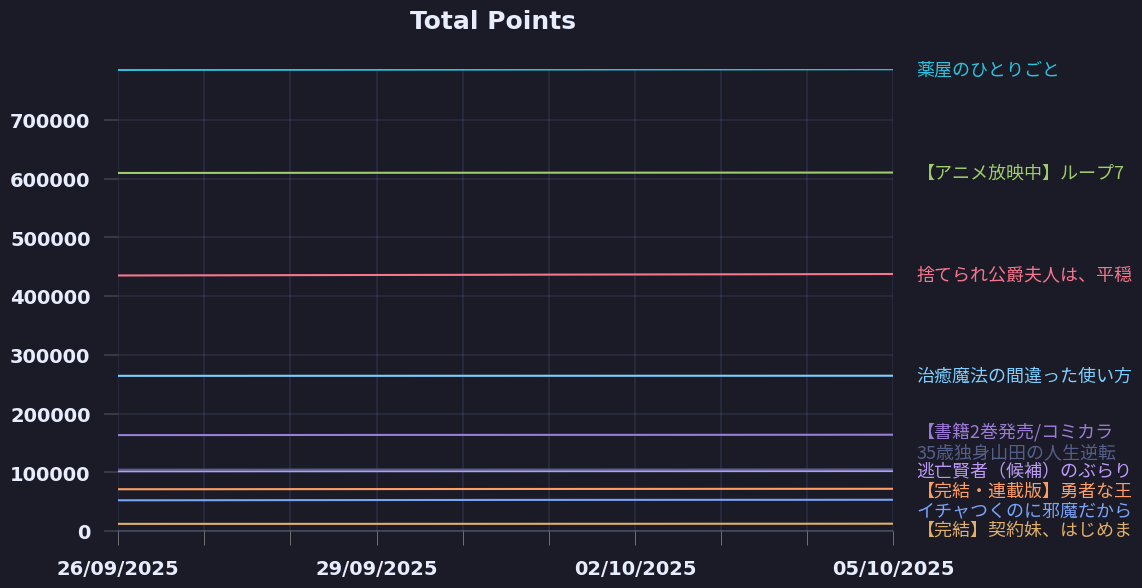 Total Points
薬屋のひとりごと
700000
【アニメ放映中】ループ7
600000
500000
捨てられ公爵夫人は、平穏
400000
300000
治癒魔法の間違った使い方
200000
【書籍2巻発売/コミカラ
35歳独身山田の人生逆転
100000
逃亡賢者（候補）のぶらり
【完結・連載版】勇者な王
イチャつくのに邪魔だから
0
【完結】契約妹、はじめま
26/09/2025
29/09/2025
02/10/2025
05/10/2025